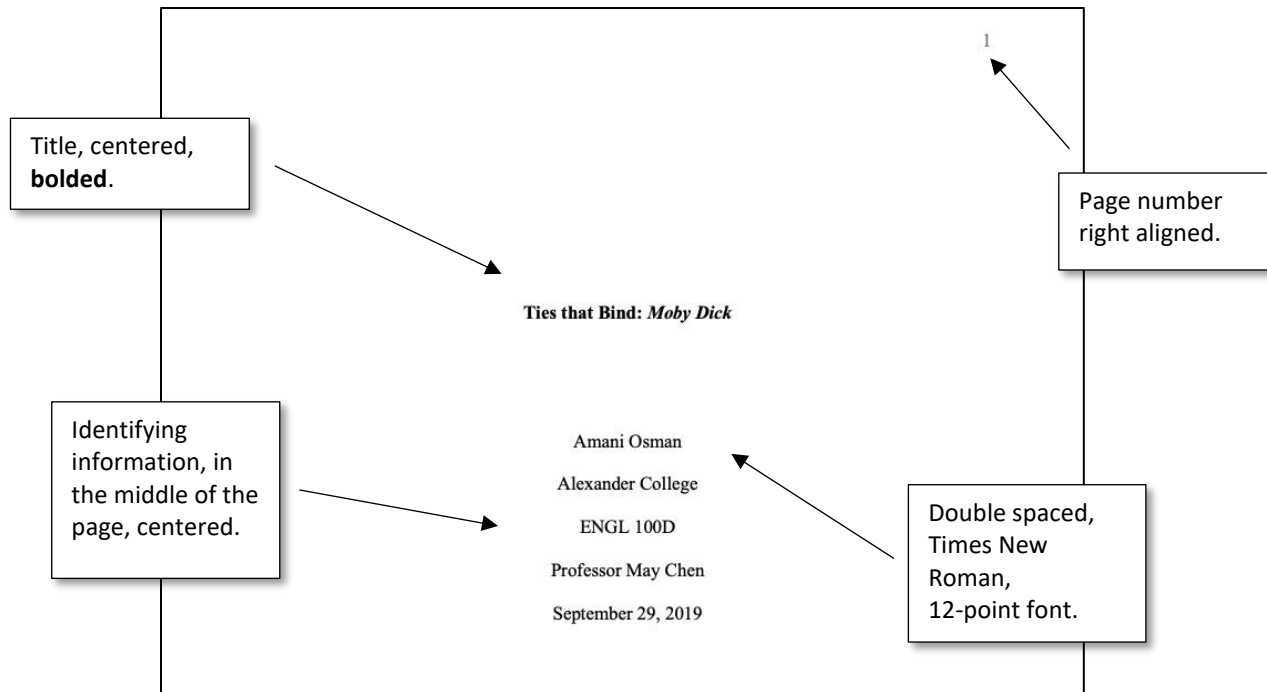 1
Title, centered,
bolded.
Page number
right aligned.
Ties that Bind: Moby Dick
Identifying
information, in
the middle of the
page, centered.
Amani Osman
Alexander College
ENGL 100D
Professor May Chen
September 29, 2019
Double spaced,
Times New
Roman,
12-point font.